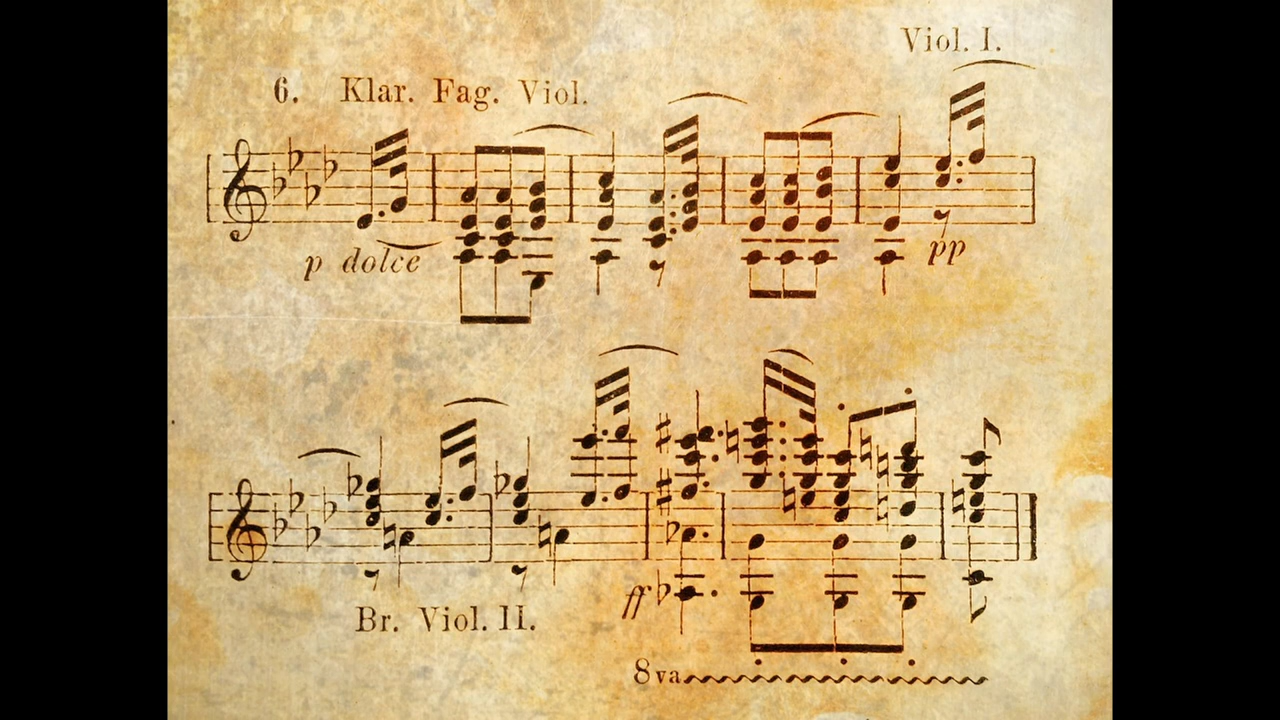 Viol. I.
6. Klar. Fag. Viol.
p dolce
pp
ff
Br. Viol. II.
8va